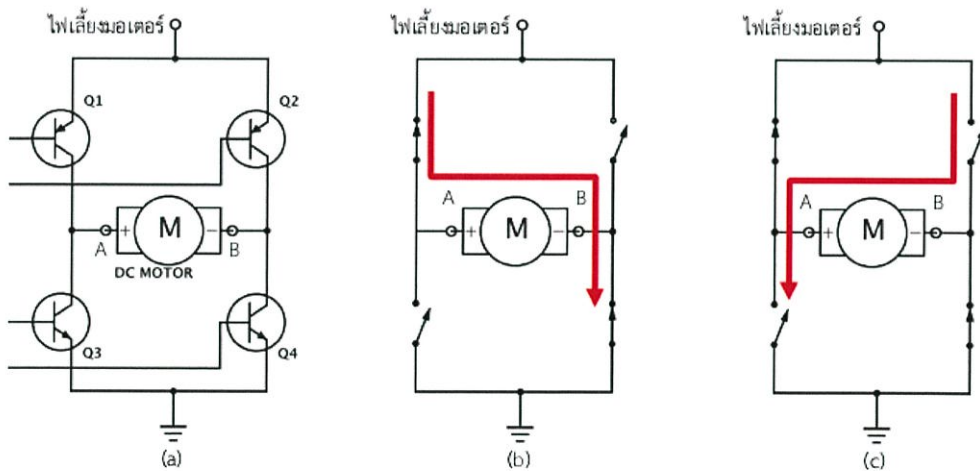 ไฟเลี้ยงมอเตอร์
Q1
Q2
A
+
M
-
B
DC MOTOR
Q3
Q4
(a)
ไฟเลี้ยงมอเตอร์
A
B
+
M
-
(b)
ไฟเลี้ยงมอเตอร์
A
B
+
M
-
(c)